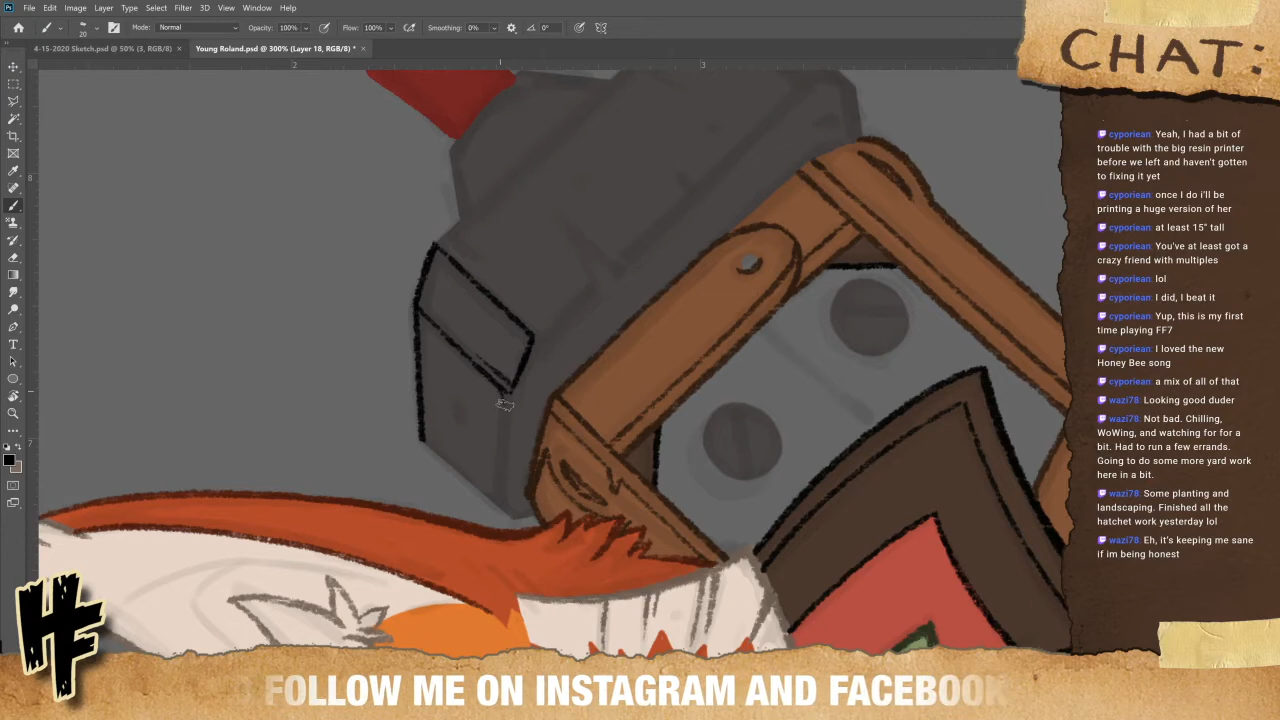 File Edit Image Layer Type Select Filter 3D View Window Help
20 Mode: Normal Opacity: 100% Flow: 100% Smoothing: 0% 0°
4-15-2020 Sketch.psd @ 50% (3, RGB/8) × Young Roland.psd @ 300% (Layer 18, RGB/8) * ×
2 3
8
7
CHAT:
cyporiean: Yeah, I had a bit of
trouble with the big resin printer
before we left and haven't gotten
to fixing it yet
cyporiean: once I do i'll be
printing a huge version of her
cyporiean: at least 15" tall
cyporiean: You've at least got a
crazy friend with multiples
cyporiean: lol
cyporiean: I did, I beat it
cyporiean: Yup, this is my first
time playing FF7
cyporiean: I loved the new
Honey Bee song
cyporiean: a mix of all of that
wazi78: Looking good duder
wazi78: Not bad. Chilling,
WoWing, and watching for for a
bit. Had to run a few errands.
Going to do some more yard work
here in a bit.
wazi78: Some planting and
landscaping. Finished all the
hatchet work yesterday lol
wazi78: Eh, it's keeping me sane
if im being honest
HF
FOLLOW ME ON INSTAGRAM AND FACEBOOK